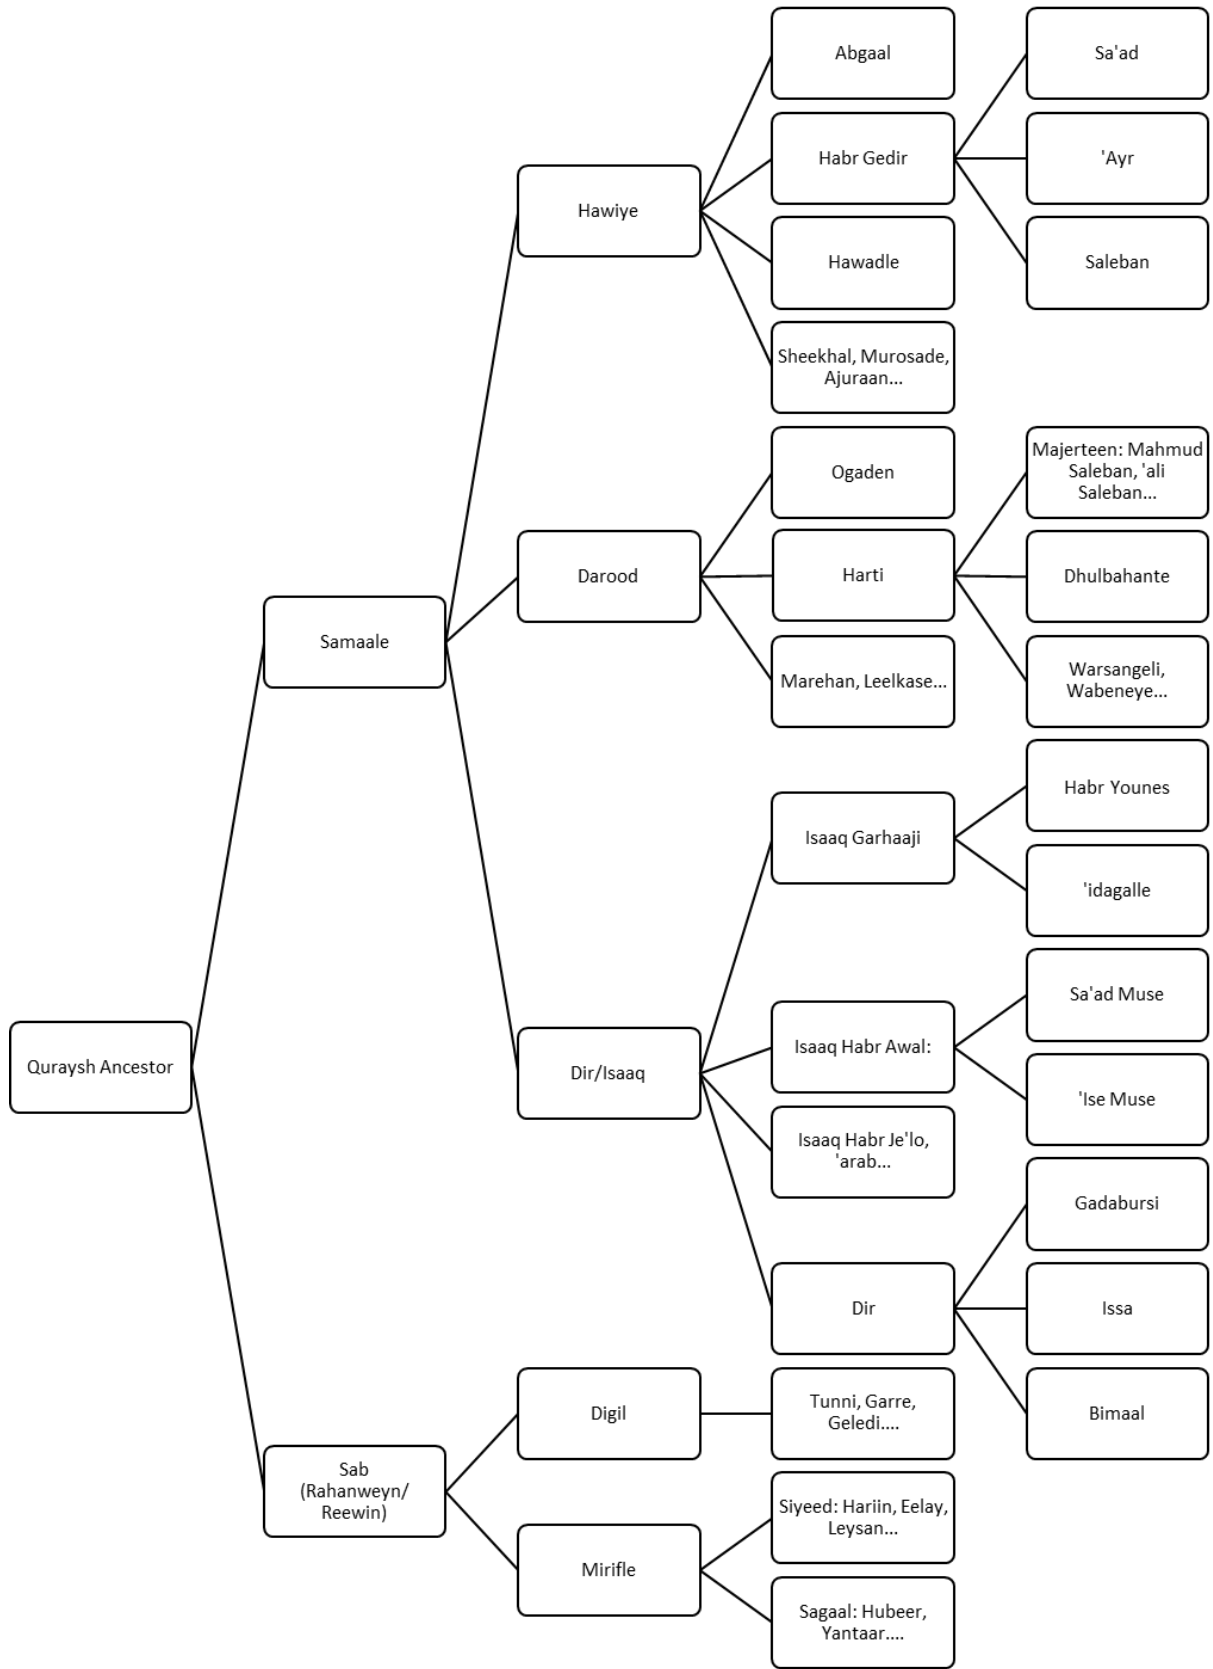 Abgaal
Sa'ad
Habr Gedir
'Ayr
Hawiye
Hawadle
Saleban
Sheekhal, Murosade,
Ajuraan...
Ogaden
Majerteen: Mahmud
Saleban, 'ali
Saleban...
Darood
Harti
Dhulbahante
Samaale
Marehan, Leelkase...
Warsangeli,
Wabeneye...
Habr Younes
Isaaq Garhaaji
'idagalle
Sa'ad Muse
Quraysh Ancestor
Dir/Isaaq
Isaaq Habr Awal:
'Ise Muse
Isaaq Habr Je'lo,
'arab...
Gadabursi
Dir
Issa
Digil
Tunni, Garre,
Geledi....
Bimaal
Sab
(Rahanweyn/
Reewin)
Siyeed: Hariin, Eelay,
Leysan...
Mirifle
Sagaal: Hubeer,
Yantaar....